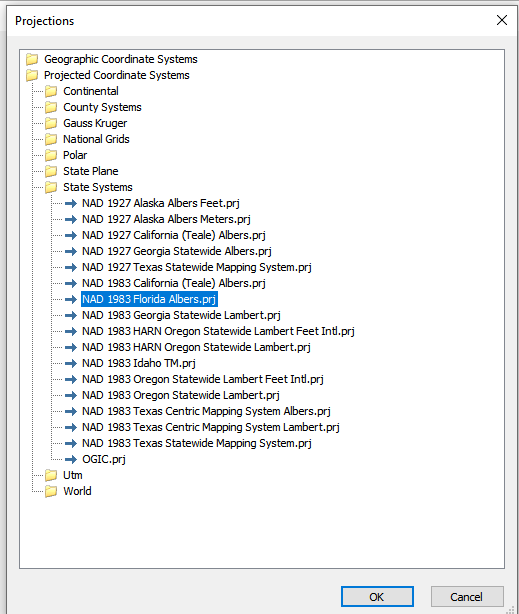 Projections
Geographic Coordinate Systems
Projected Coordinate Systems
Continental
County Systems
Gauss Kruger
National Grids
Polar
State Plane
State Systems
NAD 1927 Alaska Albers Feet.prj
NAD 1927 Alaska Albers Meters.prj
NAD 1927 California (Teale) Albers.prj
NAD 1927 Georgia Statewide Albers.prj
NAD 1927 Texas Statewide Mapping System.prj
NAD 1983 California (Teale) Albers.prj
NAD 1983 Florida Albers.prj
NAD 1983 Georgia Statewide Lambert.prj
NAD 1983 HARN Oregon Statewide Lambert Feet Intl.prj
NAD 1983 HARN Oregon Statewide Lambert.prj
NAD 1983 Idaho TM.prj
NAD 1983 Oregon Statewide Lambert Feet Intl.prj
NAD 1983 Oregon Statewide Lambert.prj
NAD 1983 Texas Centric Mapping System Albers.prj
NAD 1983 Texas Centric Mapping System Lambert.prj
NAD 1983 Texas Statewide Mapping System.prj
OGIC.prj
Utm
World
OK Cancel